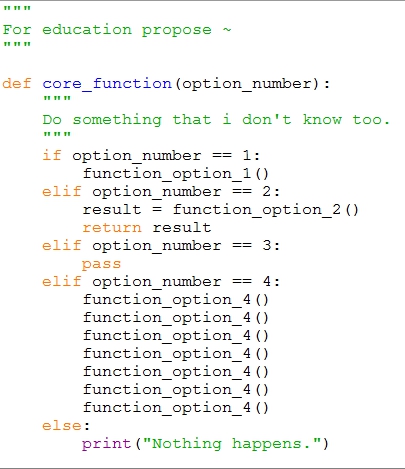 """
For education propose ~
"""
def core_function(option_number):
    """
    Do something that i don't know too.
    """
    if option_number == 1:
        function_option_1()
    elif option_number == 2:
        result = function_option_2()
        return result
    elif option_number == 3:
        pass
    elif option_number == 4:
        function_option_4()
        function_option_4()
        function_option_4()
        function_option_4()
        function_option_4()
        function_option_4()
        function_option_4()
    else:
        print("Nothing happens.")